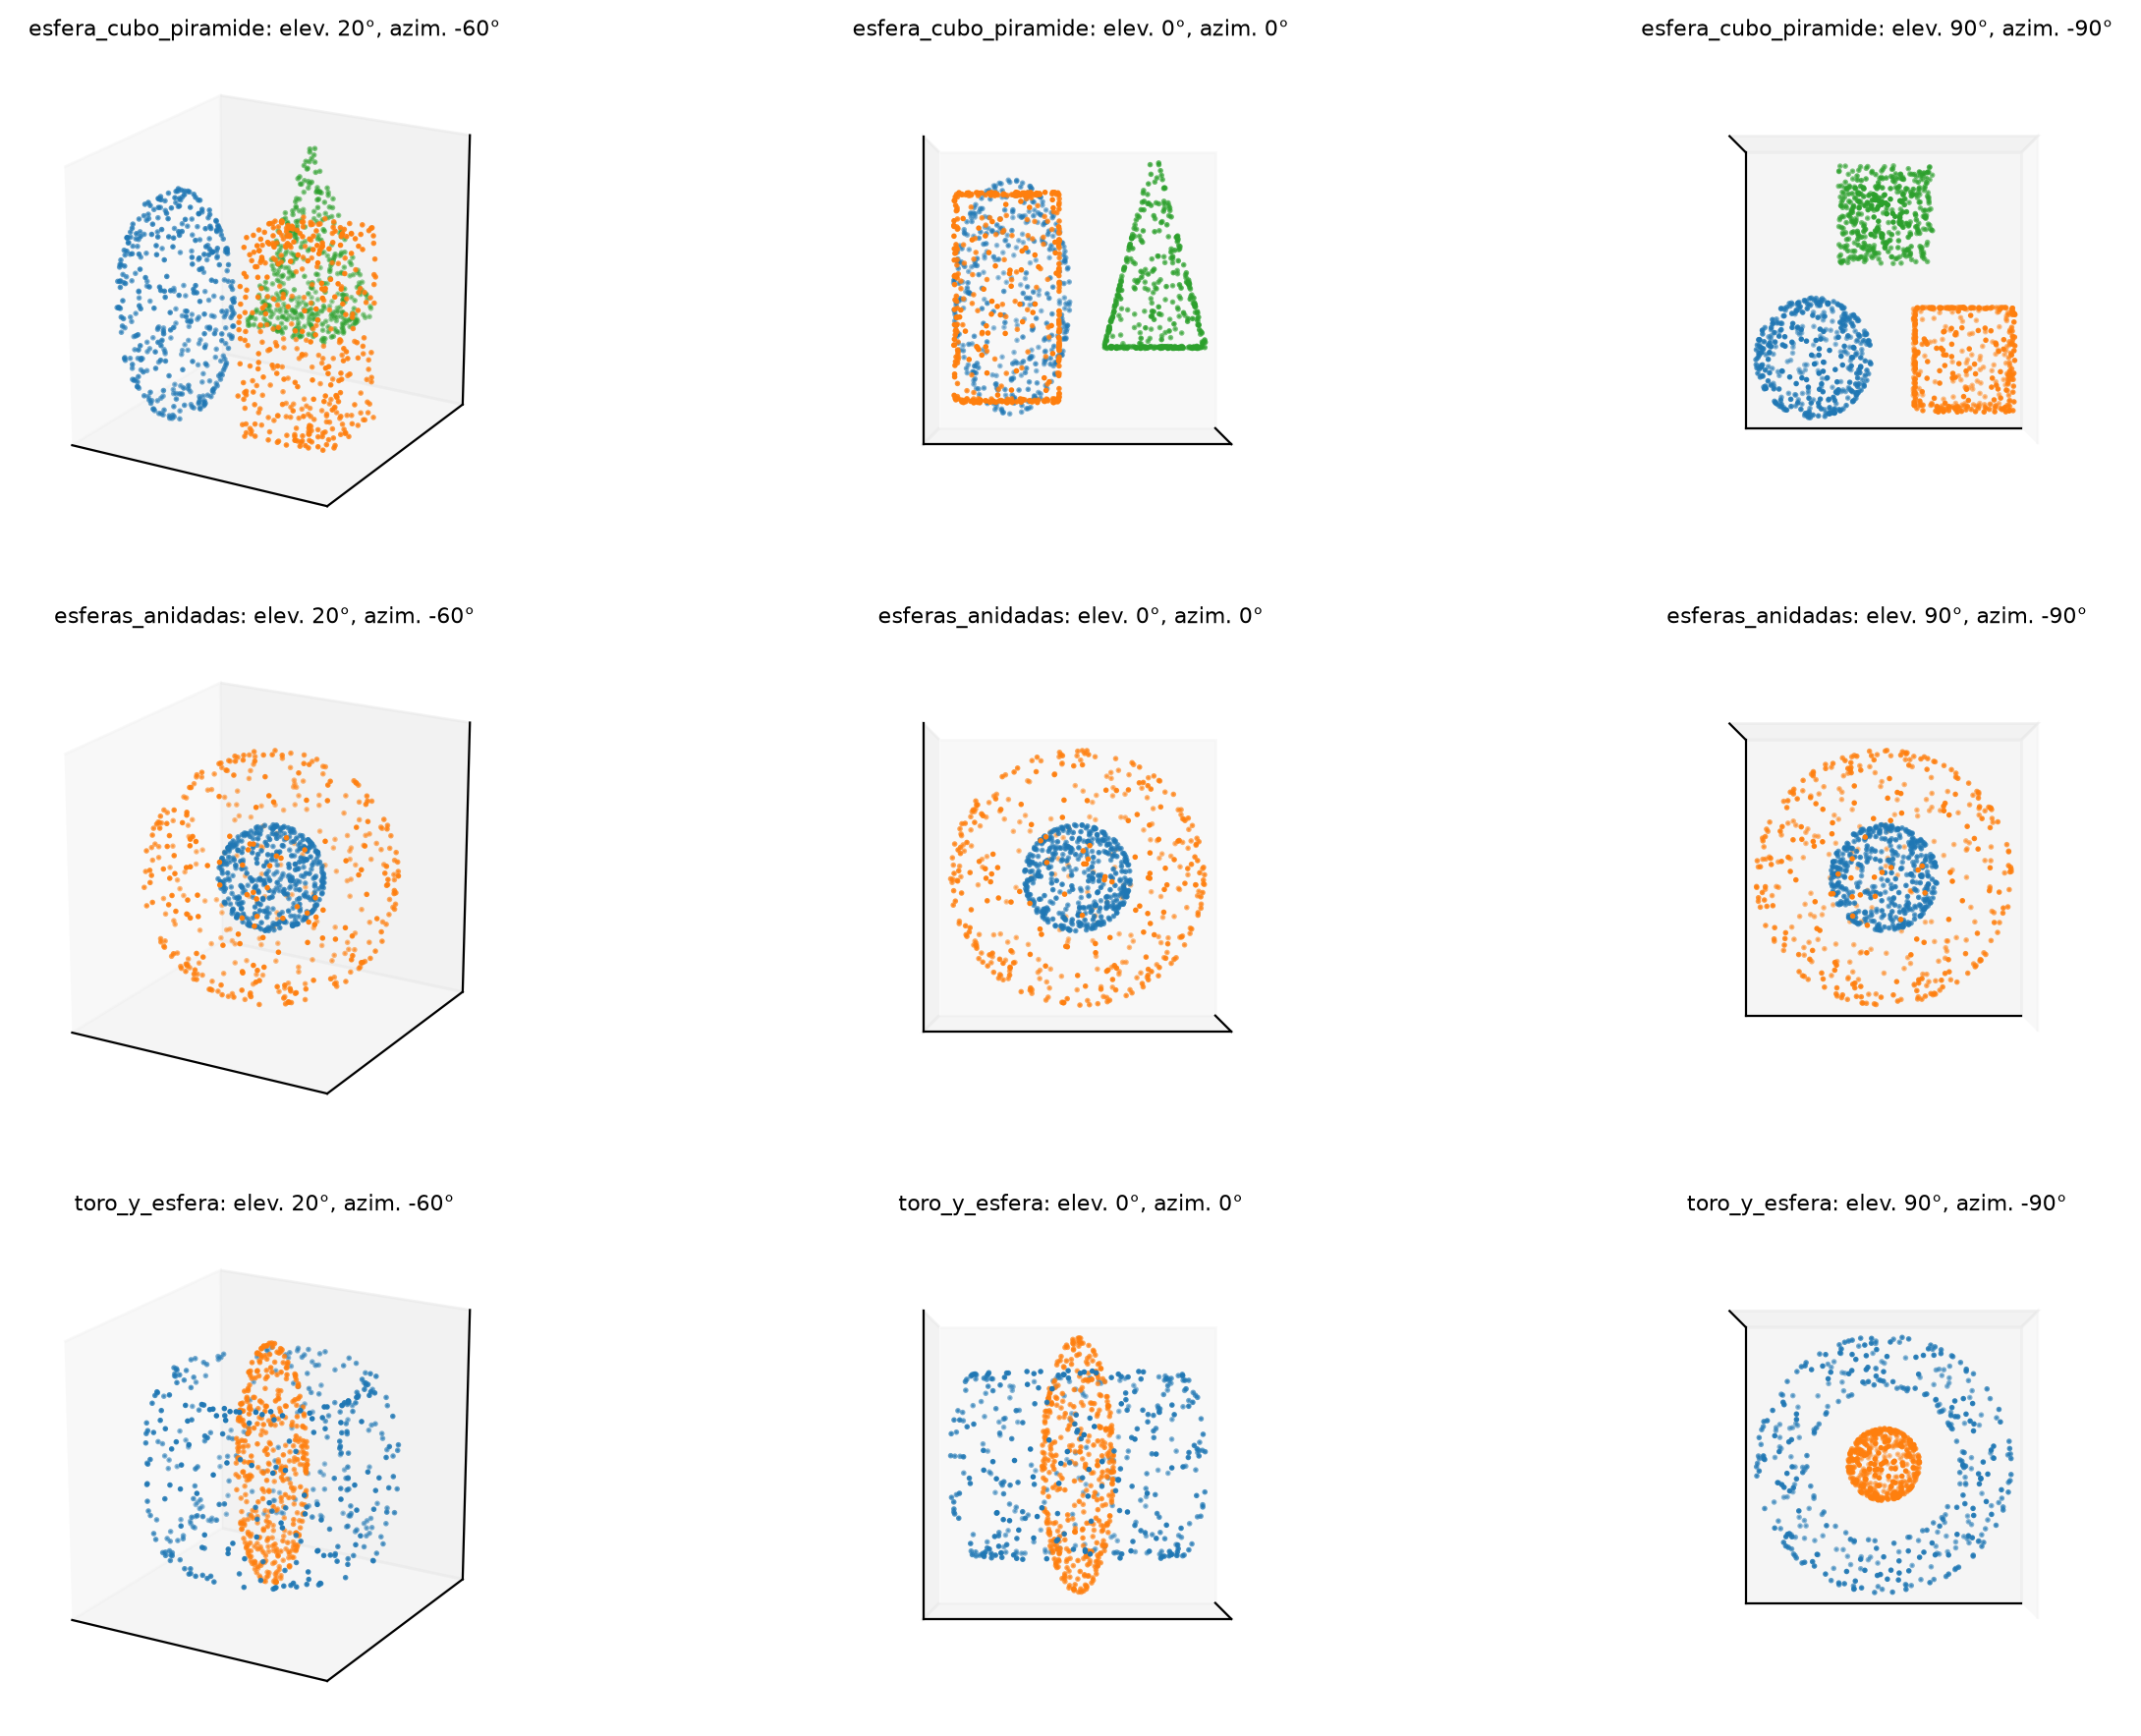 esfera_cubo_piramide: elev. 20°, azim. -60°
esfera_cubo_piramide: elev. 0°, azim. 0°
esfera_cubo_piramide: elev. 90°, azim. -90°
esferas_anidadas: elev. 20°, azim. -60°
esferas_anidadas: elev. 0°, azim. 0°
esferas_anidadas: elev. 90°, azim. -90°
toro_y_esfera: elev. 20°, azim. -60°
toro_y_esfera: elev. 0°, azim. 0°
toro_y_esfera: elev. 90°, azim. -90°